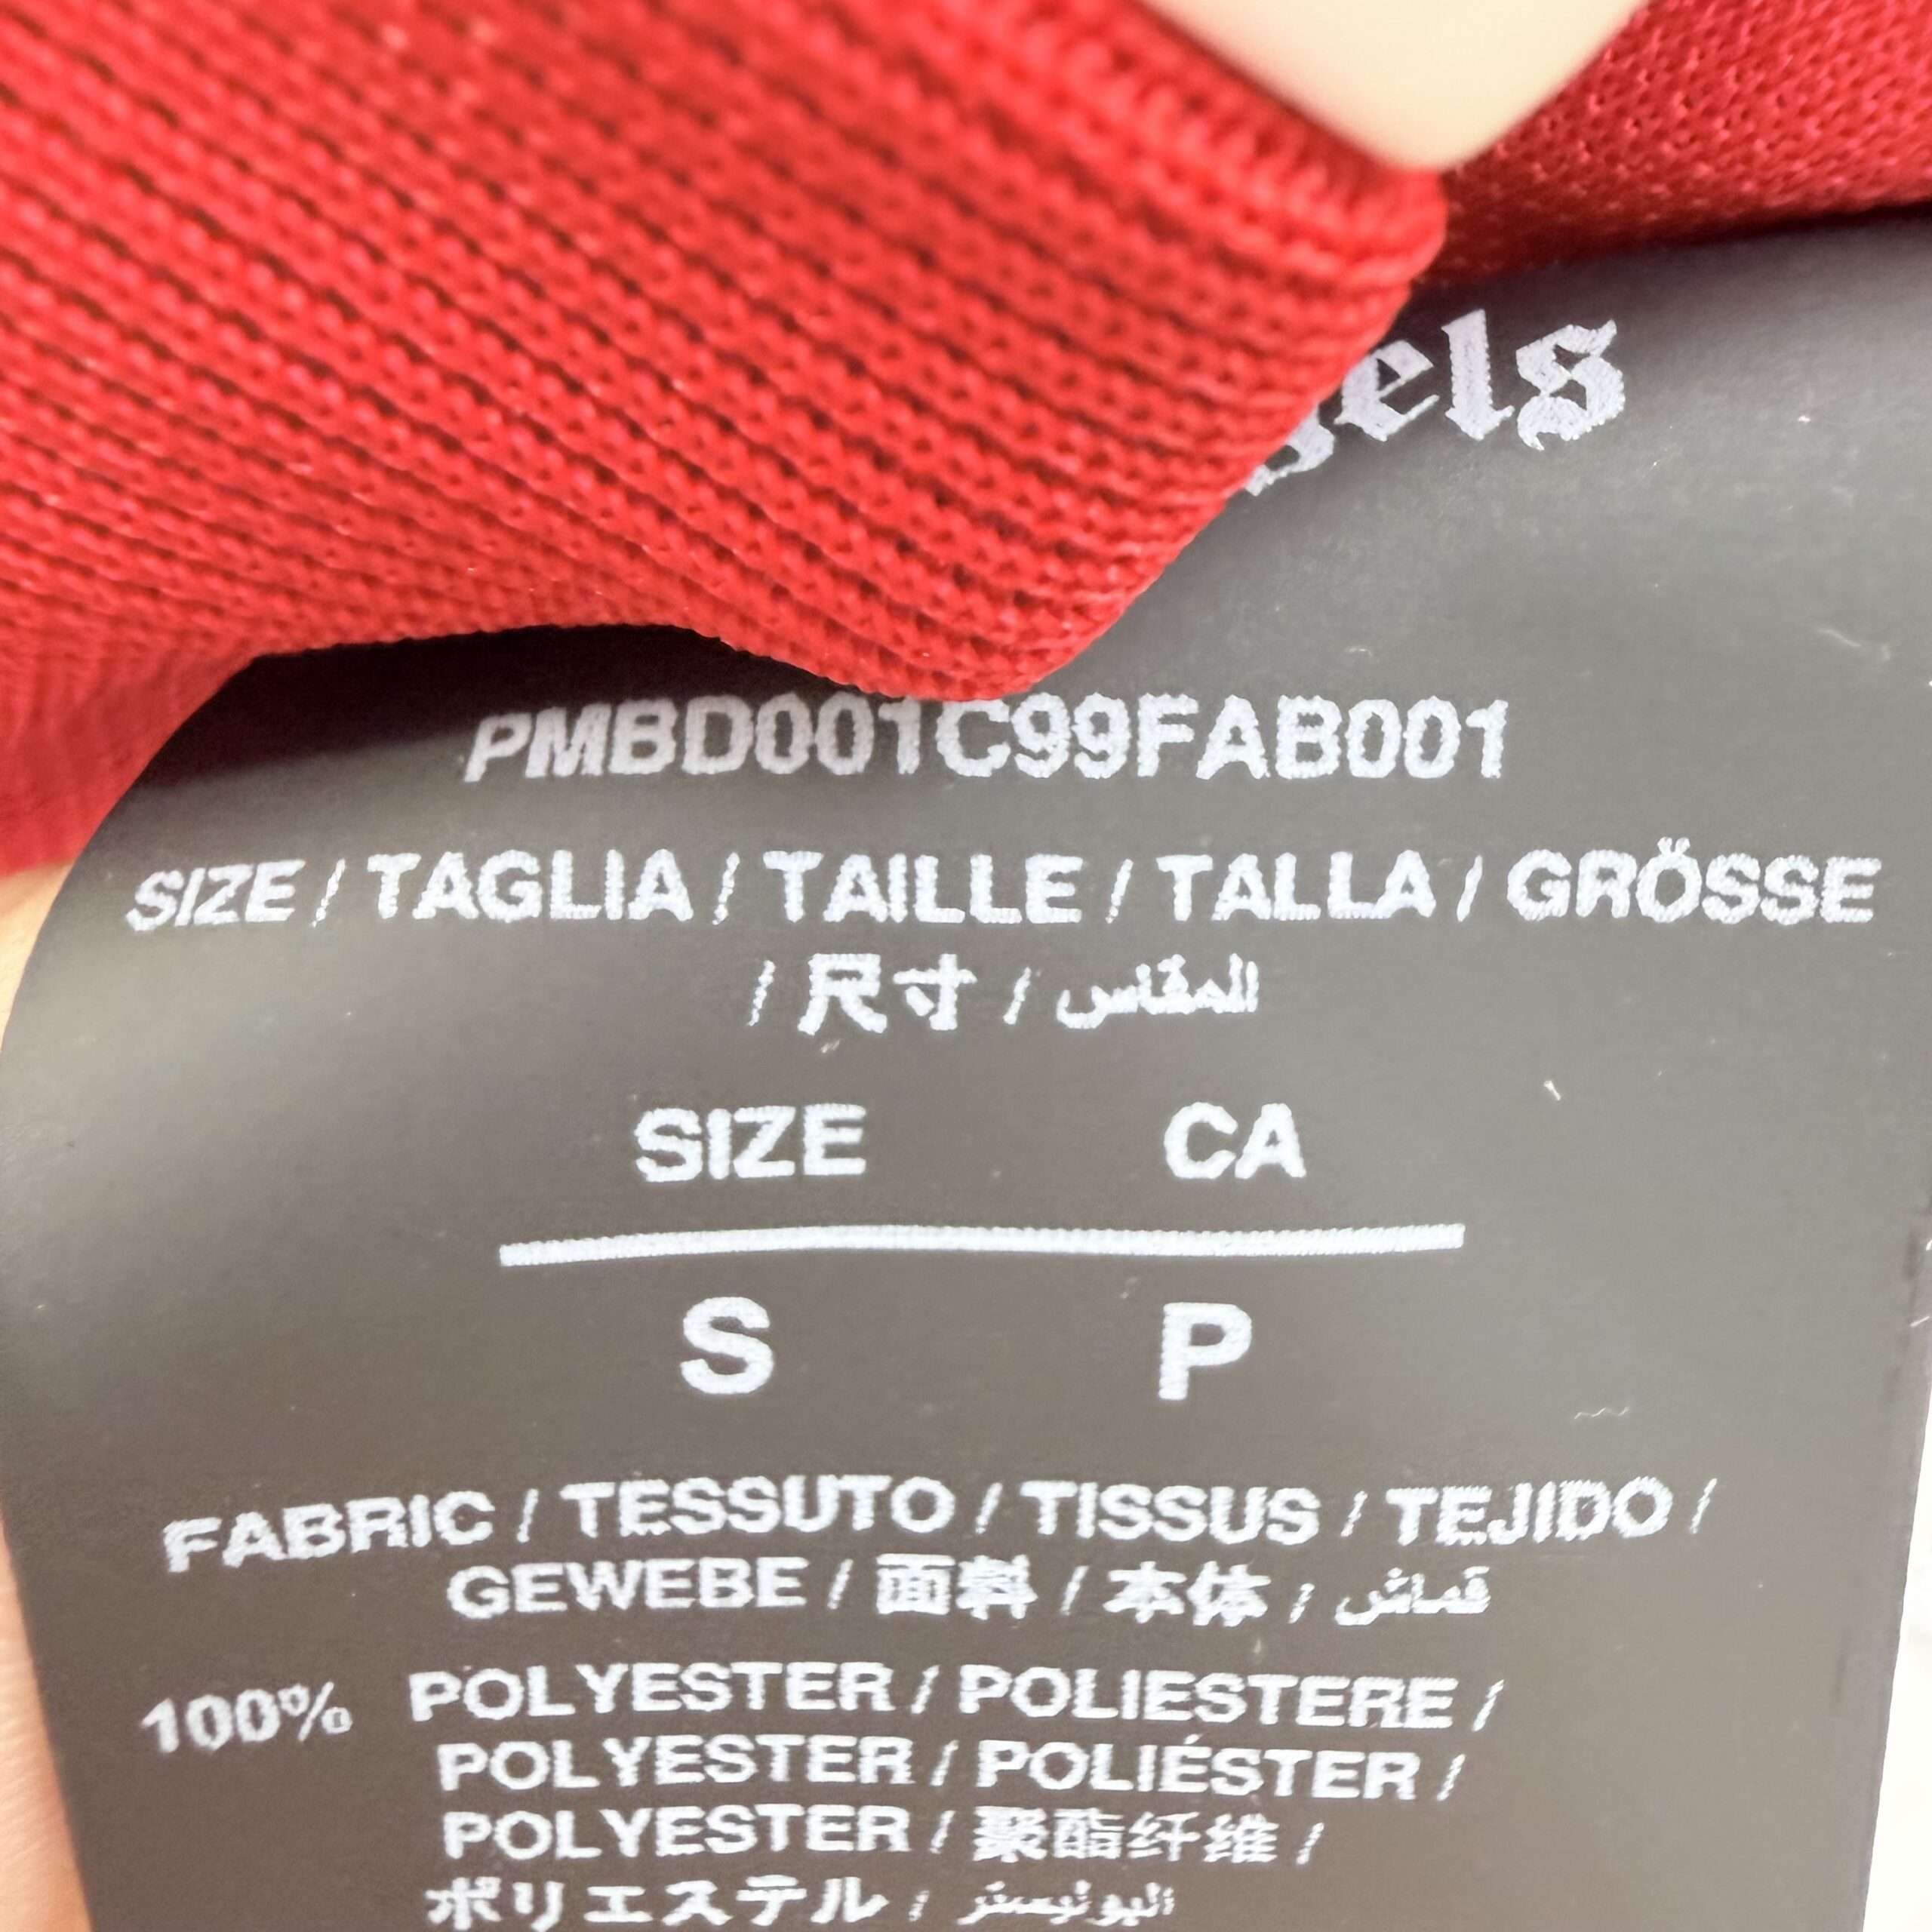 gels
PMBD001C99FAB001
SIZE / TAGLIA / TAILLE / TALLA / GRÖSSE
/ 尺寸 / المقاس
SIZE CA
S P
FABRIC / TESSUTO / TISSUS / TEJIDO /
GEWEBE / 面料 / 本体 / قماش
100% POLYESTER / POLIESTERE /
POLYESTER / POLIÉSTER /
POLYESTER / 聚酯纤维 /
ポリエステル / البوليستر